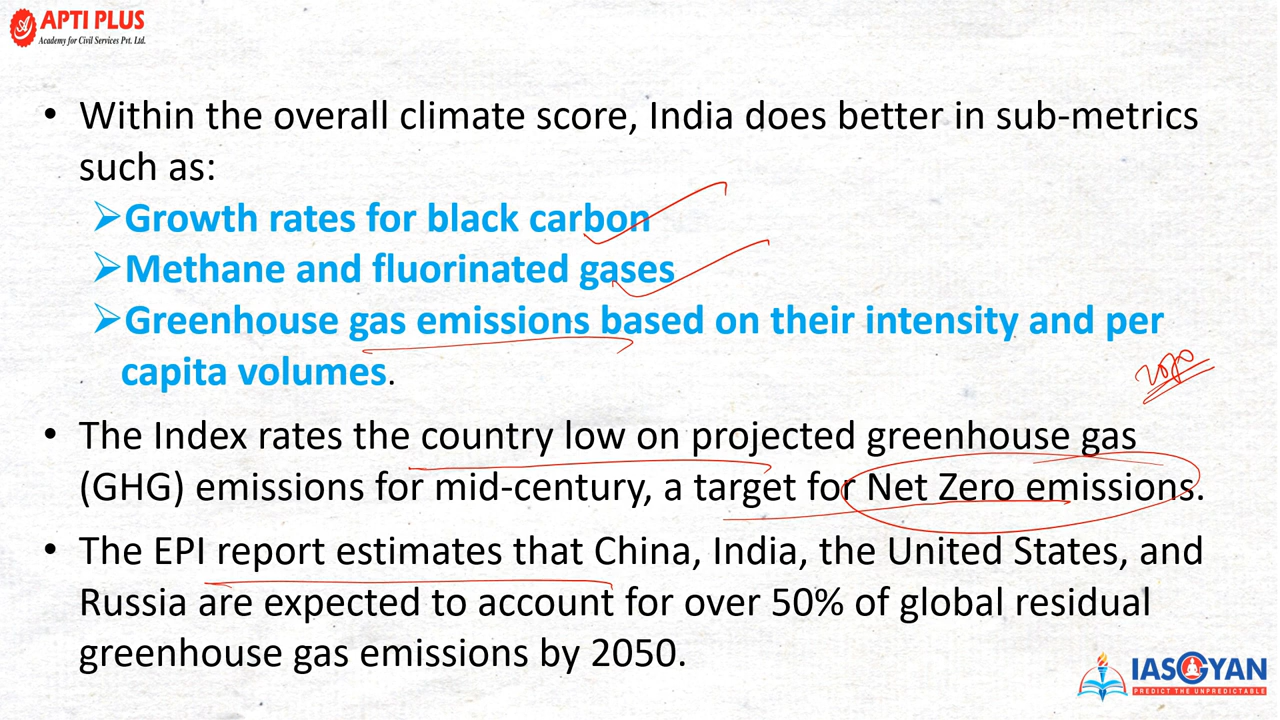 APTI PLUS
Academy for Civil Services Pvt. Ltd.
• Within the overall climate score, India does better in sub-metrics
such as:
➢Growth rates for black carbon
➢Methane and fluorinated gases
➢Greenhouse gas emissions based on their intensity and per
capita volumes.
2070
• The Index rates the country low on projected greenhouse gas
(GHG) emissions for mid-century, a target for Net Zero emissions.
• The EPI report estimates that China, India, the United States, and
Russia are expected to account for over 50% of global residual
greenhouse gas emissions by 2050.
IASGYAN
PREDICT THE UNPREDICTABLE